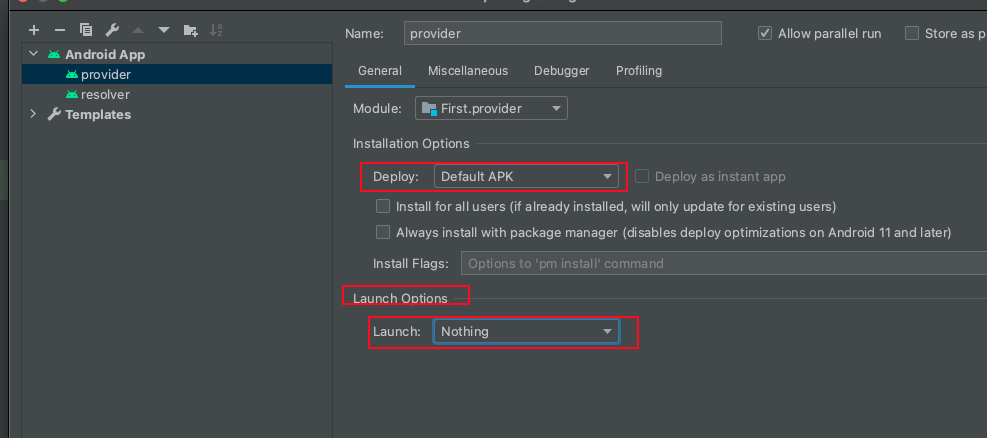 Name: provider Allow parallel run Store as p
Android App
provider
resolver
Templates
General Miscellaneous Debugger Profiling
Module: First.provider
Installation Options
Deploy: Default APK Deploy as instant app
Install for all users (if already installed, will only update for existing users)
Always install with package manager (disables deploy optimizations on Android 11 and later)
Install Flags: Options to 'pm install' command
Launch Options
Launch: Nothing